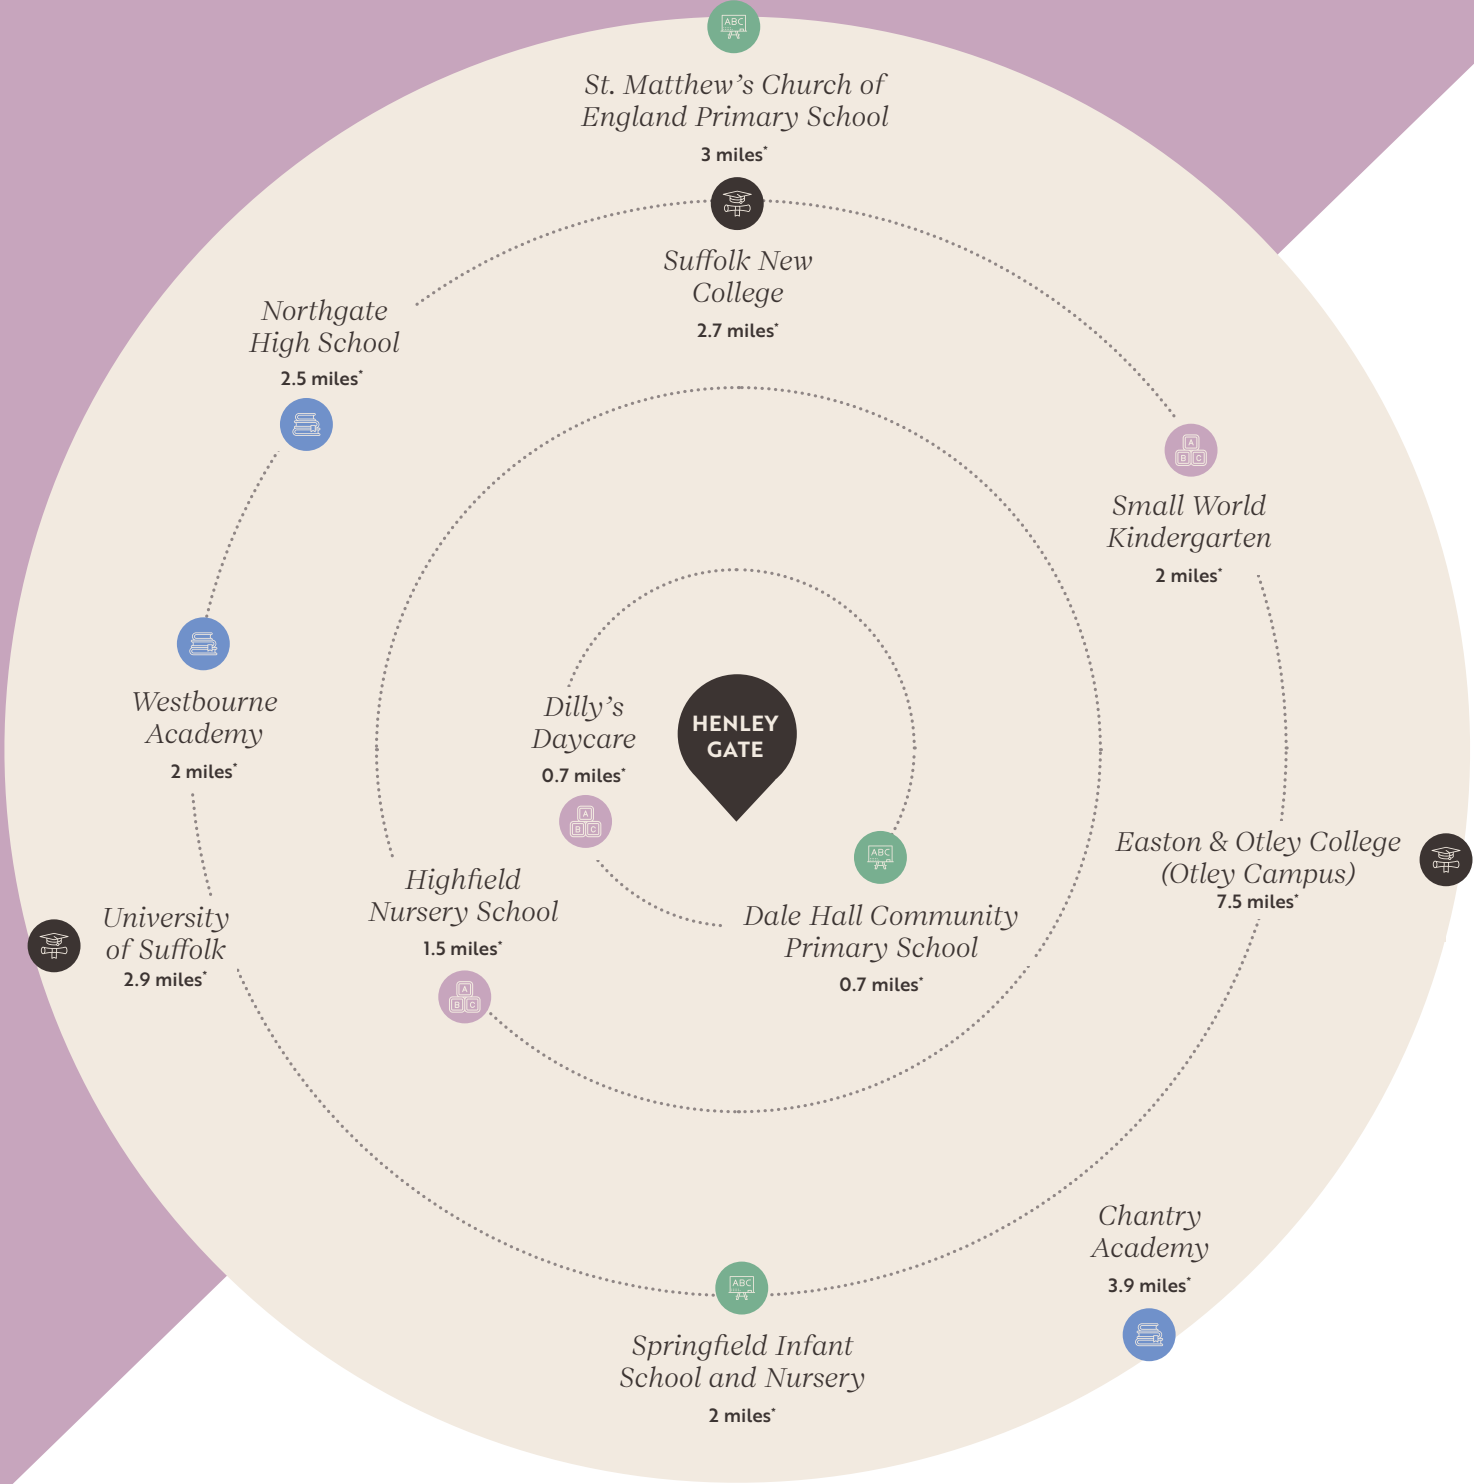 ABC
St. Matthew’s Church of
England Primary School
3 miles*
Suffolk New
College
2.7 miles*
Northgate
High School
2.5 miles*
A
B C
Small World
Kindergarten
2 miles*
Westbourne
Academy
2 miles*
Dilly’s
Daycare
0.7 miles*
A
B C
HENLEY
GATE
ABC
Dale Hall Community
Primary School
0.7 miles*
Easton & Otley College
(Otley Campus)
7.5 miles*
Highfield
Nursery School
1.5 miles*
A
B C
University
of Suffolk
2.9 miles*
Chantry
Academy
3.9 miles*
ABC
Springfield Infant
School and Nursery
2 miles*